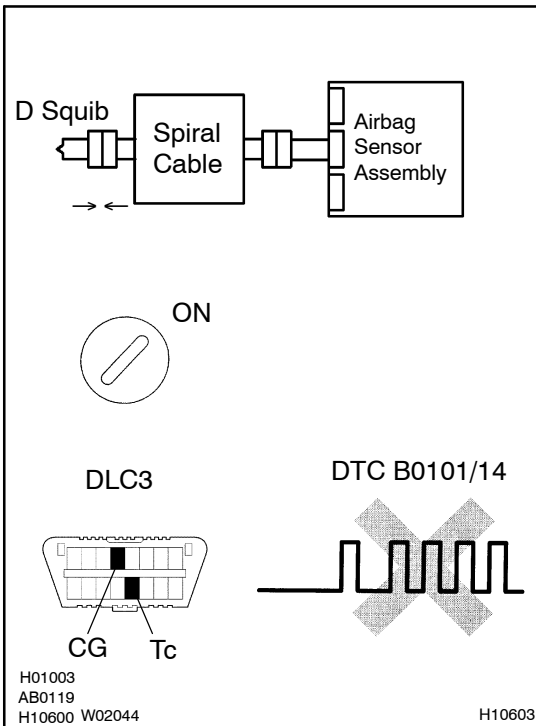 D Squib
Spiral
Cable
Airbag
Sensor
Assembly
ON
DLC3
DTC B0101/14
CG Tc
H01003
AB0119
H10600 W02044
H10603